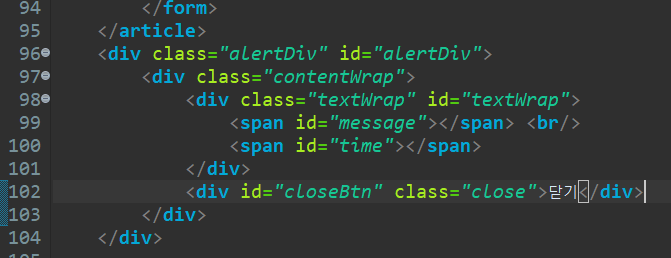 94 </form>
95 </article>
96 <div class="alertDiv" id="alertDiv">
97 <div class="contentWrap">
98 <div class="textWrap" id="textWrap">
99 <span id="message"></span> <br/>
100 <span id="time"></span>
101 </div>
102 <div id="closeBtn" class="close">닫기</div>
103 </div>
104 </div>